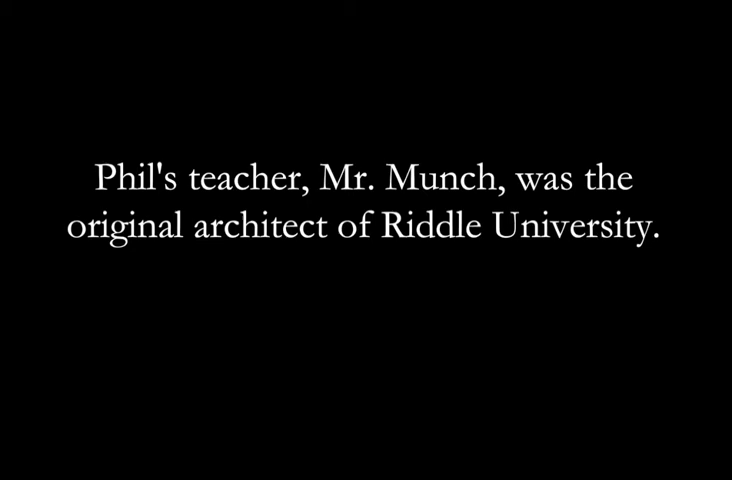 Phil's teacher, Mr. Munch, was the
original architect of Riddle University.